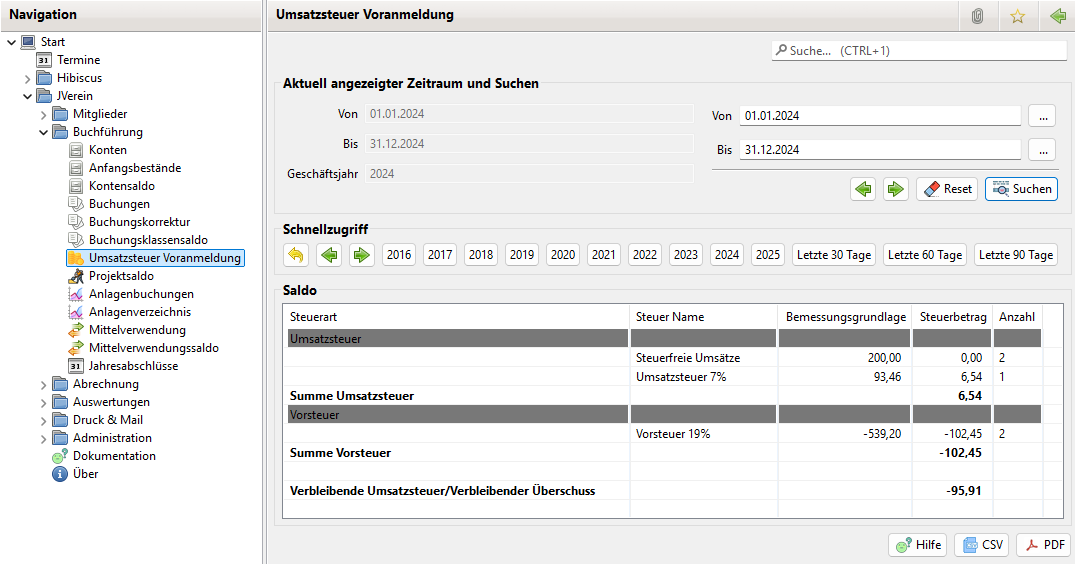 Navigation
Start
31 Termine
Hibiscus
JVerein
Mitglieder
Buchführung
Konten
Anfangsbestände
Kontensaldo
Buchungen
Buchungskorrektur
Buchungsklassensaldo
Umsatzsteuer Voranmeldung
Projektsaldo
Anlagenbuchungen
Anlagenverzeichnis
Mittelverwendung
Mittelverwendungssaldo
31 Jahresabschlüsse
Abrechnung
Auswertungen
Druck & Mail
Administration
Dokumentation
Über
Umsatzsteuer Voranmeldung
Suche... (CTRL+1)
Aktuell angezeigter Zeitraum und Suchen
Von 01.01.2024
Bis 31.12.2024
Geschäftsjahr 2024
Von 01.01.2024 ...
Bis 31.12.2024 ...
Reset Suchen
Schnellzugriff
2016 2017 2018 2019 2020 2021 2022 2023 2024 2025 Letzte 30 Tage Letzte 60 Tage Letzte 90 Tage
Saldo
Steuerart Steuer Name Bemessungsgrundlage Steuerbetrag Anzahl
Umsatzsteuer
Steuerfreie Umsätze 200,00 0,00 2
Umsatzsteuer 7% 93,46 6,54 1
Summe Umsatzsteuer 6,54
Vorsteuer
Vorsteuer 19% -539,20 -102,45 2
Summe Vorsteuer -102,45
Verbleibende Umsatzsteuer/Verbleibender Überschuss -95,91
Hilfe CSV PDF